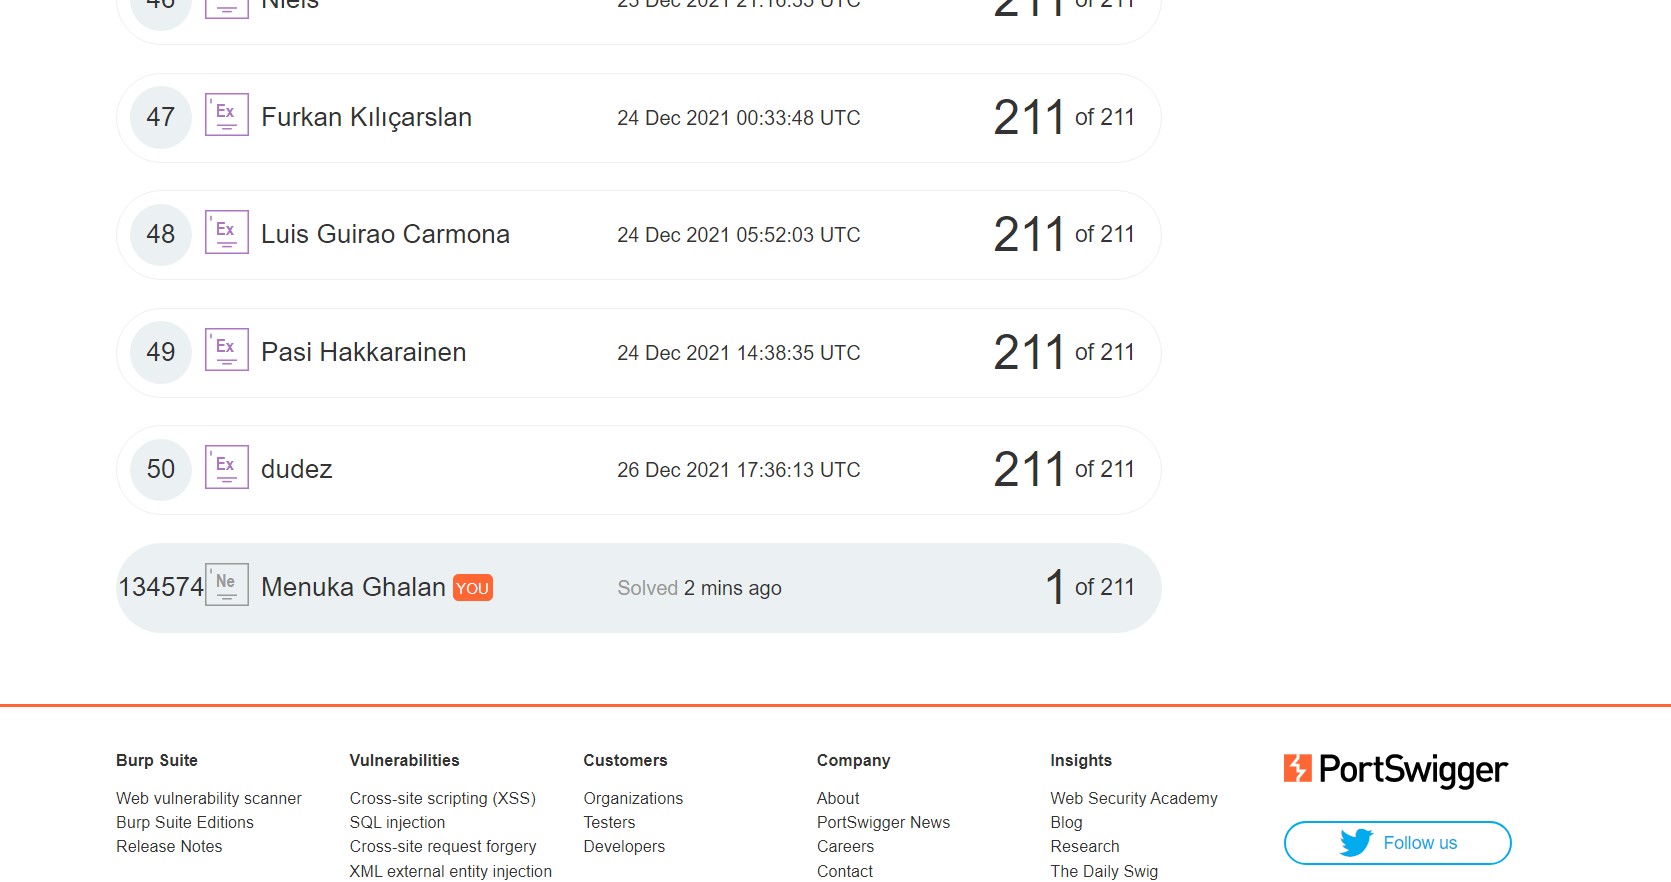 46 Niels 23 Dec 2021 21:16:35 UTC 211 of 211
47 Ex Furkan Kılıçarslan 24 Dec 2021 00:33:48 UTC 211 of 211
48 Ex Luis Guirao Carmona 24 Dec 2021 05:52:03 UTC 211 of 211
49 Ex Pasi Hakkarainen 24 Dec 2021 14:38:35 UTC 211 of 211
50 Ex dudez 26 Dec 2021 17:36:13 UTC 211 of 211
134574 Ne Menuka Ghalan YOU Solved 2 mins ago 1 of 211
Burp Suite Vulnerabilities Customers Company Insights PortSwigger
Web vulnerability scanner Cross-site scripting (XSS) Organizations About Web Security Academy
Burp Suite Editions SQL injection Testers PortSwigger News Blog
Release Notes Cross-site request forgery Developers Careers Research Follow us
XML external entity injection Contact The Daily Swig